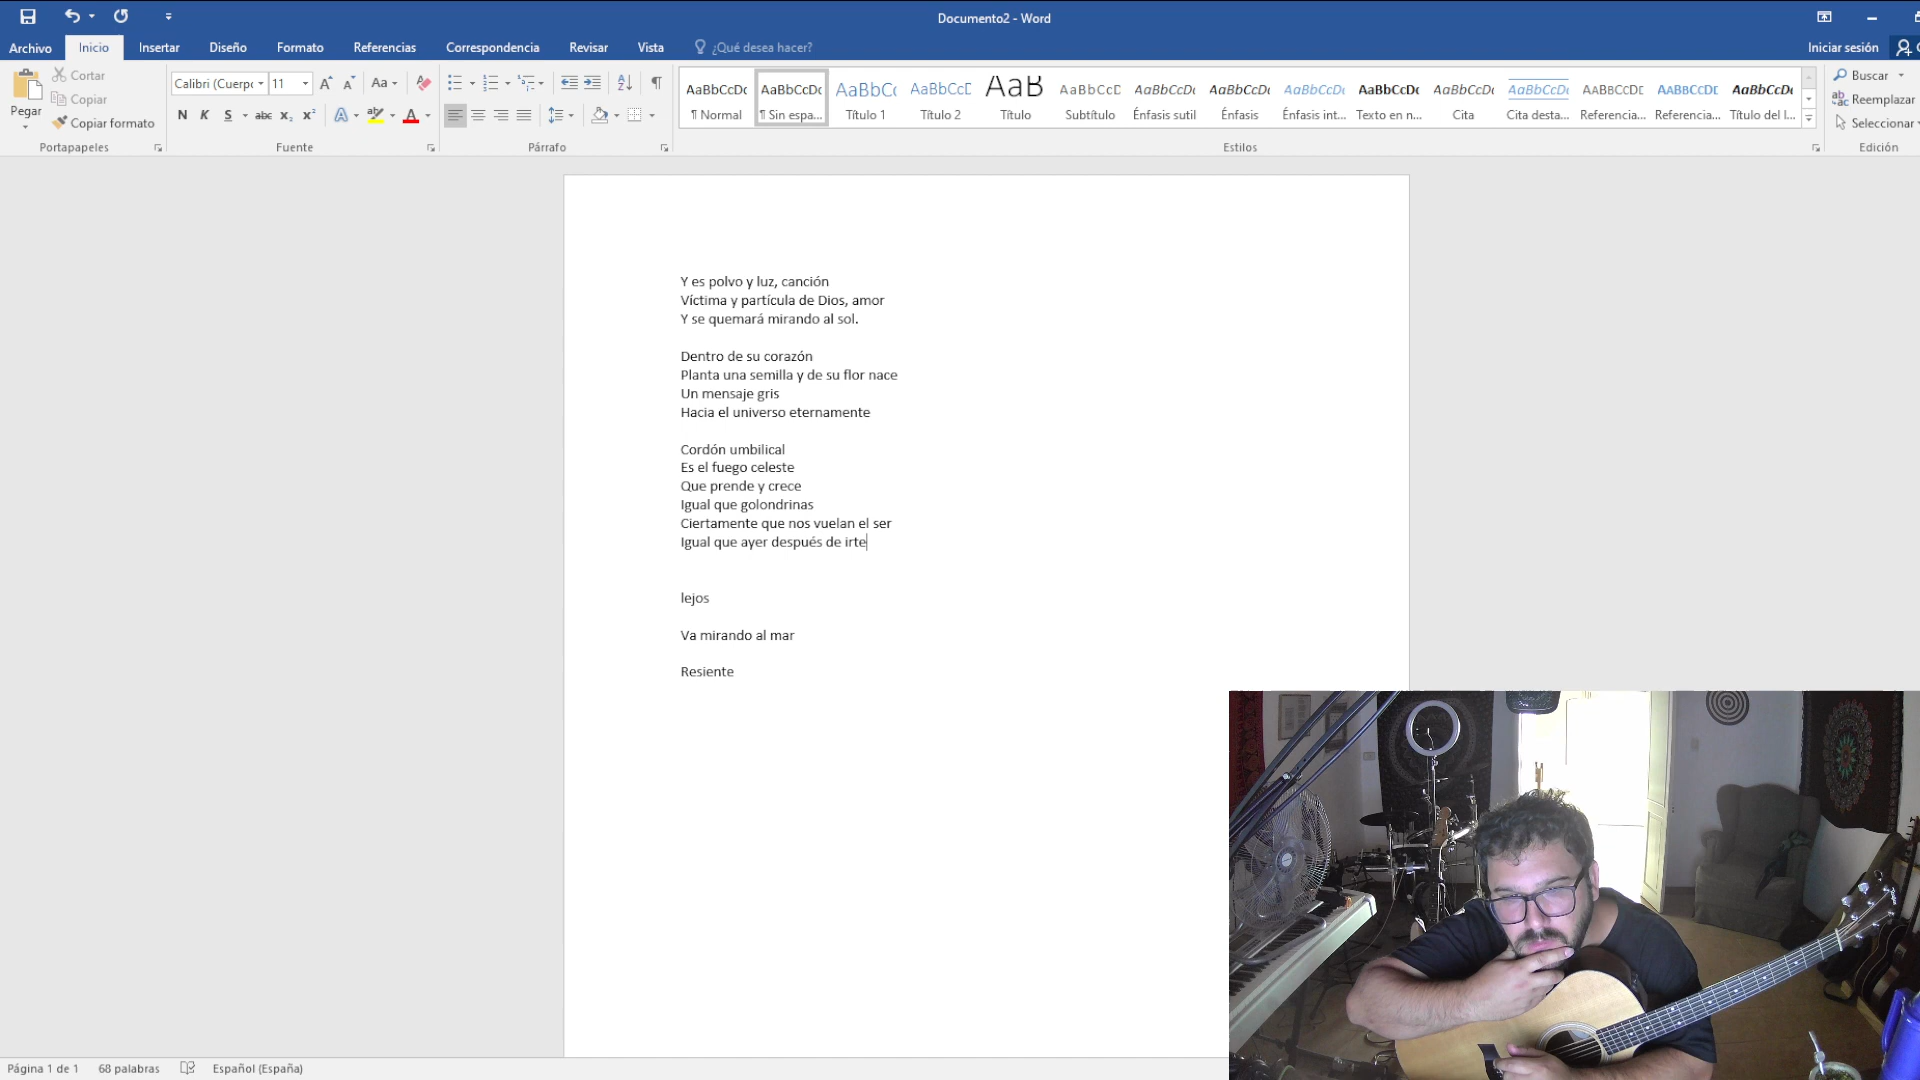 Documento2 - Word
Archivo Inicio Insertar Diseño Formato Referencias Correspondencia Revisar Vista ¿Qué desea hacer? Iniciar sesión
Pegar
Cortar
Copiar
Copiar formato
Portapapeles
Calibri (Cuerp 11
Fuente
Párrafo
AaBbCcDc AaBbCcDc AaBbC AaBbCcD AaB AaBbCcD AaBbCcDc AaBbCcDc AaBbCcDc AaBbCcDc AaBbCcDc AaBbCcDc AABBCCDD AABBCCDD AaBbCcDc
¶ Normal ¶ Sin espa... Título 1 Título 2 Título Subtítulo Énfasis sutil Énfasis Énfasis int... Texto en n... Cita Cita desta... Referencia... Referencia... Título del l...
Estilos
Buscar
Reemplazar
Seleccionar
Edición
Y es polvo y luz, canción
Víctima y partícula de Dios, amor
Y se quemará mirando al sol.
Dentro de su corazón
Planta una semilla y de su flor nace
Un mensaje gris
Hacia el universo eternamente
Cordón umbilical
Es el fuego celeste
Que prende y crece
Igual que golondrinas
Ciertamente que nos vuelan el ser
Igual que ayer después de irte
lejos
Va mirando al mar
Resiente
Página 1 de 1 68 palabras Español (España)